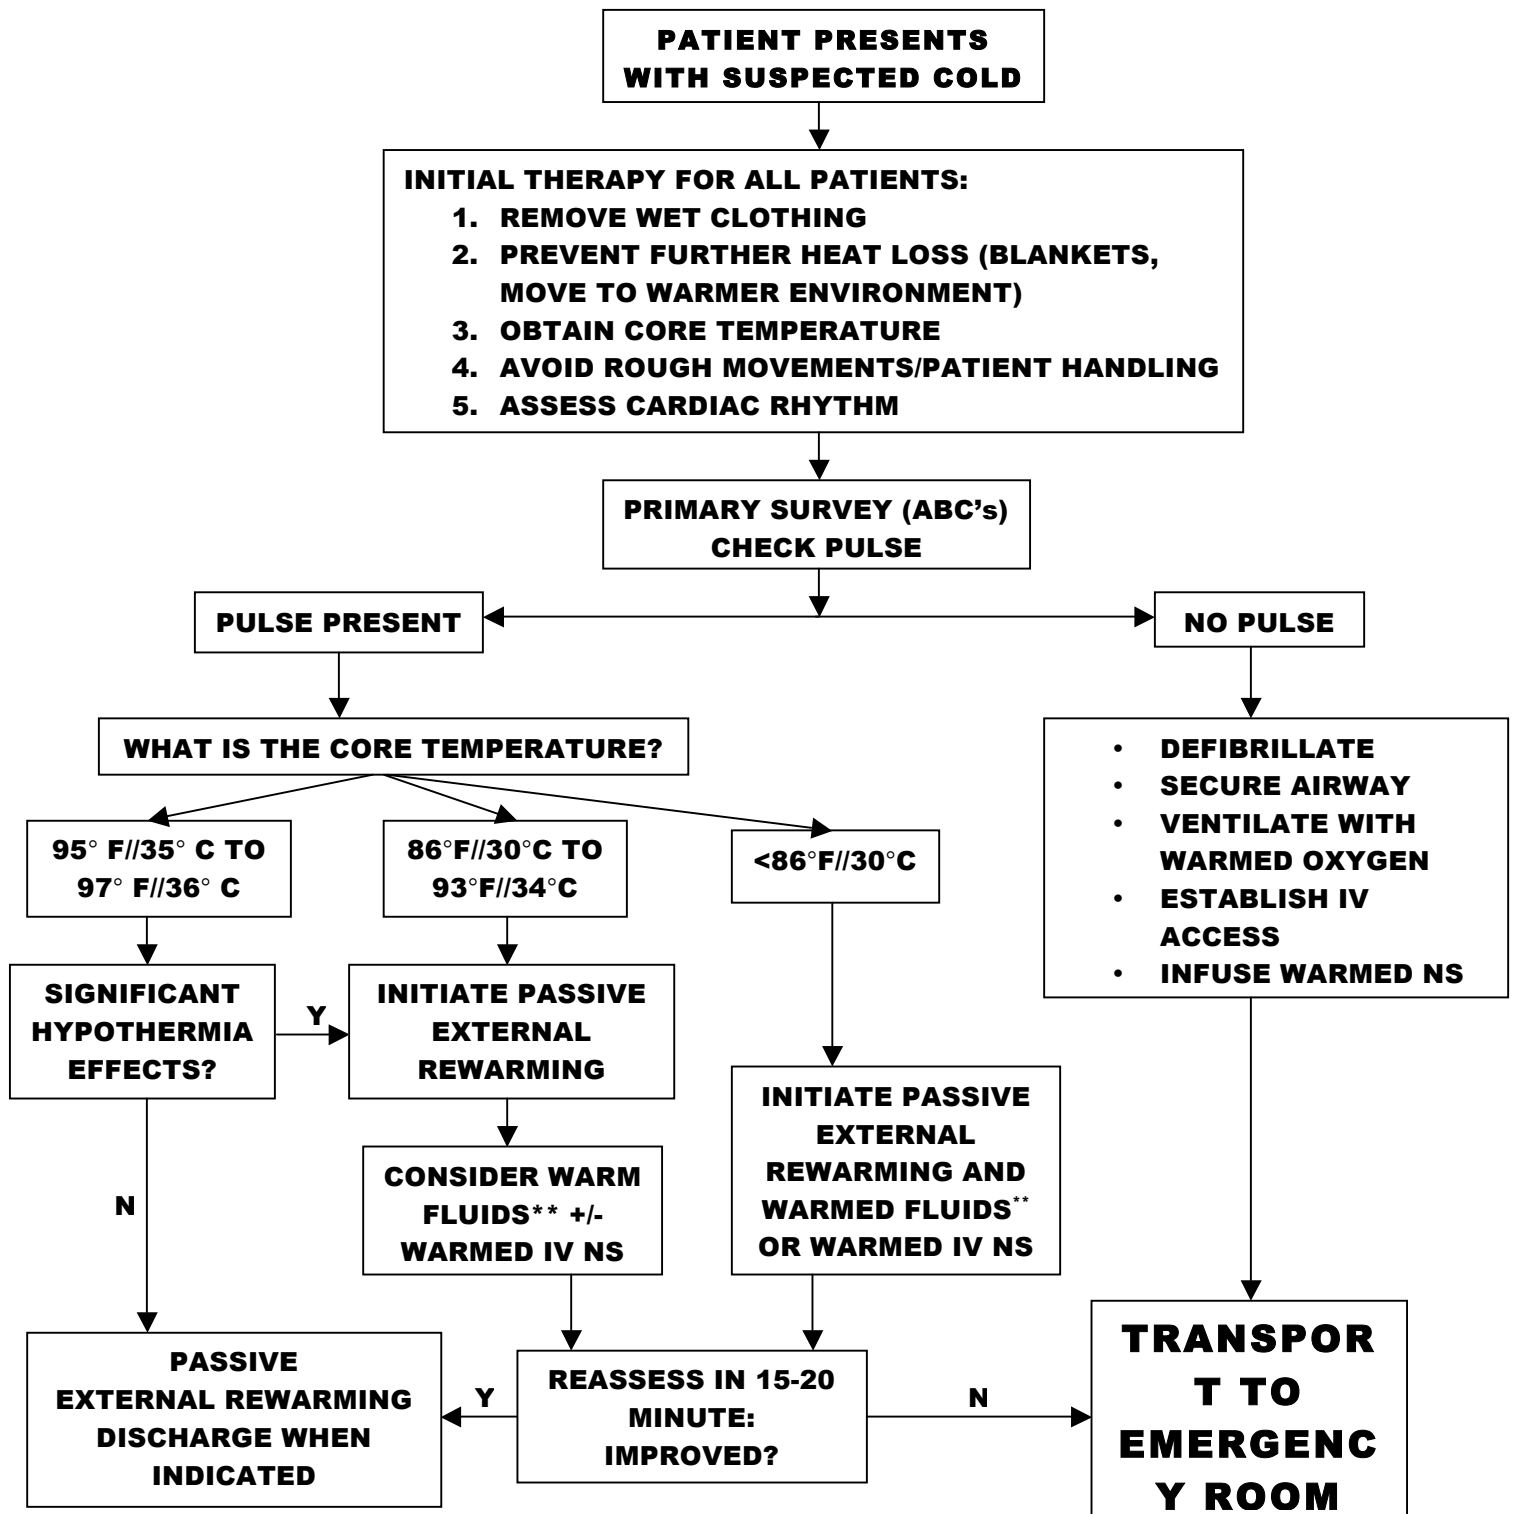 PATIENT PRESENTS
WITH SUSPECTED COLD
INITIAL THERAPY FOR ALL PATIENTS:
1. REMOVE WET CLOTHING
2. PREVENT FURTHER HEAT LOSS (BLANKETS,
MOVE TO WARMER ENVIRONMENT)
3. OBTAIN CORE TEMPERATURE
4. AVOID ROUGH MOVEMENTS/PATIENT HANDLING
5. ASSESS CARDIAC RHYTHM
PRIMARY SURVEY (ABC's)
CHECK PULSE
PULSE PRESENT
NO PULSE
WHAT IS THE CORE TEMPERATURE?
• DEFIBRILLATE
• SECURE AIRWAY
• VENTILATE WITH
WARMED OXYGEN
• ESTABLISH IV
ACCESS
• INFUSE WARMED NS
95° F//35° C TO
97° F//36° C
86°F//30°C TO
93°F//34°C
<86°F//30°C
SIGNIFICANT
HYPOTHERMIA
EFFECTS?
Y
INITIATE PASSIVE
EXTERNAL
REWARMING
INITIATE PASSIVE
EXTERNAL
REWARMING AND
WARMED FLUIDS**
OR WARMED IV NS
CONSIDER WARM
FLUIDS** +/-
WARMED IV NS
N
PASSIVE
EXTERNAL REWARMING
DISCHARGE WHEN
INDICATED
Y
REASSESS IN 15-20
MINUTE:
IMPROVED?
N
TRANSPOR
T TO
EMERGENC
Y ROOM